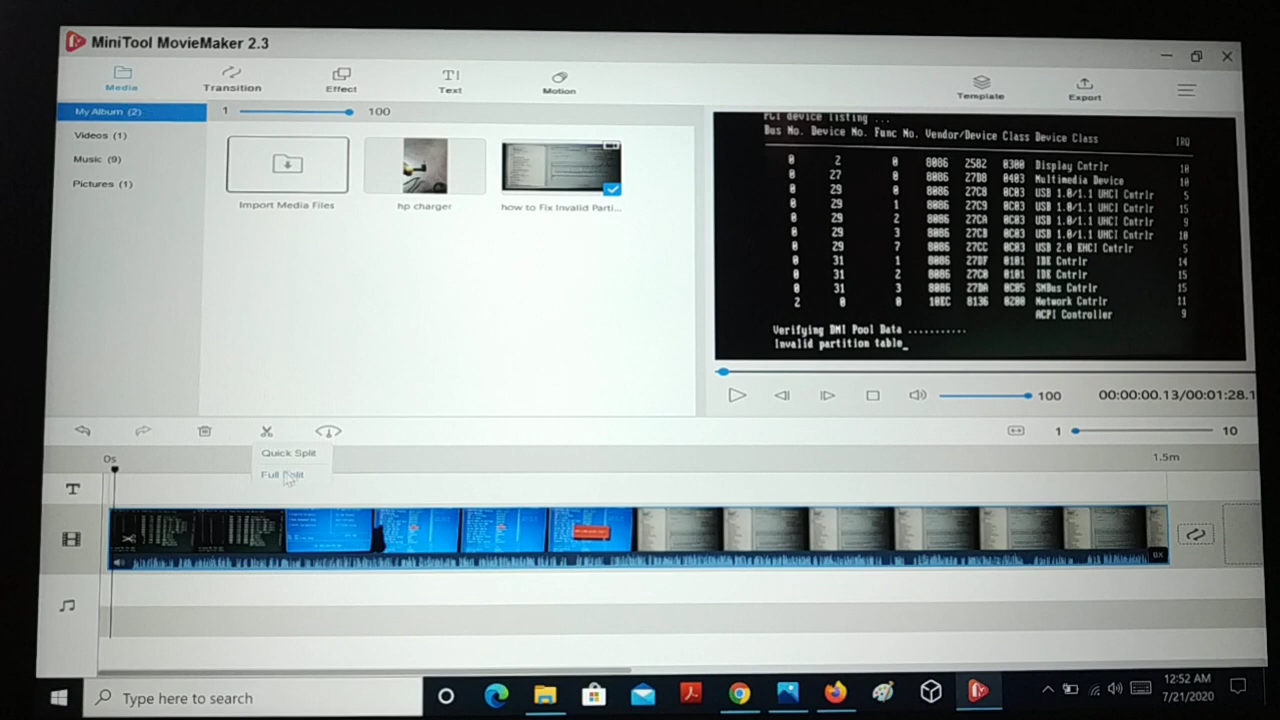 MiniTool MovieMaker 2.3
Media
Transition
Effect
Text
Motion
Template
Export
My Album (2)
1
100
Videos (1)
Music (9)
Pictures (1)
Import Media Files
hp charger
how to Fix Invalid Parti...
PCI device listing ...
Bus No. Device No. Func No. Vendor/Device Class Device Class IRQ
0 2 0 8086 2582 0300 Display Cntrlr 10
0 27 0 8086 27D8 0403 Multimedia Device 10
0 29 0 8086 27C8 0C03 USB 1.0/1.1 UHCI Cntrlr 5
0 29 1 8086 27C9 0C03 USB 1.0/1.1 UHCI Cntrlr 15
0 29 2 8086 27CA 0C03 USB 1.0/1.1 UHCI Cntrlr 9
0 29 3 8086 27CB 0C03 USB 1.0/1.1 UHCI Cntrlr 10
0 29 7 8086 27CC 0C03 USB 2.0 EHCI Cntrlr 5
0 31 1 8086 27DF 0101 IDE Cntrlr 14
0 31 2 8086 27C0 0101 IDE Cntrlr 15
0 31 3 8086 27DA 0C05 SMBus Cntrlr 15
2 0 0 10EC 8136 0200 Network Cntrlr 11
ACPI Controller 9
Verifying DMI Pool Data ...........
Invalid partition table_
100
00:00:00.13/00:01:28.1
1
10
Quick Split
Full Split
0s
1.5m
0X
Type here to search
12:52 AM
7/21/2020